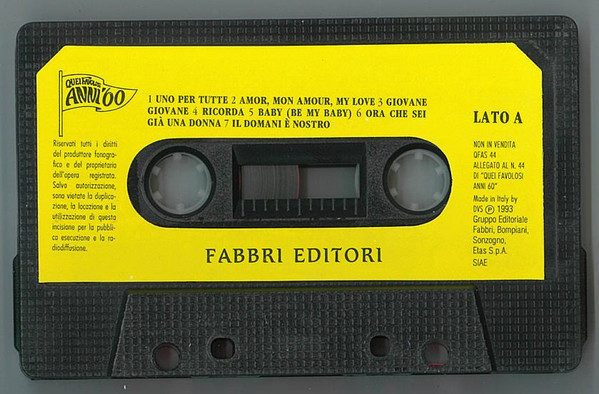 QUEI FAVOLOSI
ANNI '60
1 UNO PER TUTTE 2 AMOR, MON AMOUR, MY LOVE 3 GIOVANE
GIOVANE 4 RICORDA 5 BABY (BE MY BABY) 6 ORA CHE SEI
GIÀ UNA DONNA 7 IL DOMANI È NOSTRO
LATO A
Riservati tutti i diritti
del produttore fonogra-
fico e del proprietario
dell'opera registrata.
Salvo autorizzazione,
sono vietate la duplica-
zione, la locazione e la
utilizzazione di questa
incisione per la pubbli-
ca esecuzione e la ra-
diodiffusione.
NON IN VENDITA
QFAS 44
ALLEGATO AL N. 44
DI "QUEI FAVOLOSI
ANNI 60"
Made in Italy by
DVS ℗ 1993
Gruppo Editoriale
Fabbri, Bompiani,
Sonzogno,
Etas S.p.A.
SIAE
FABBRI EDITORI